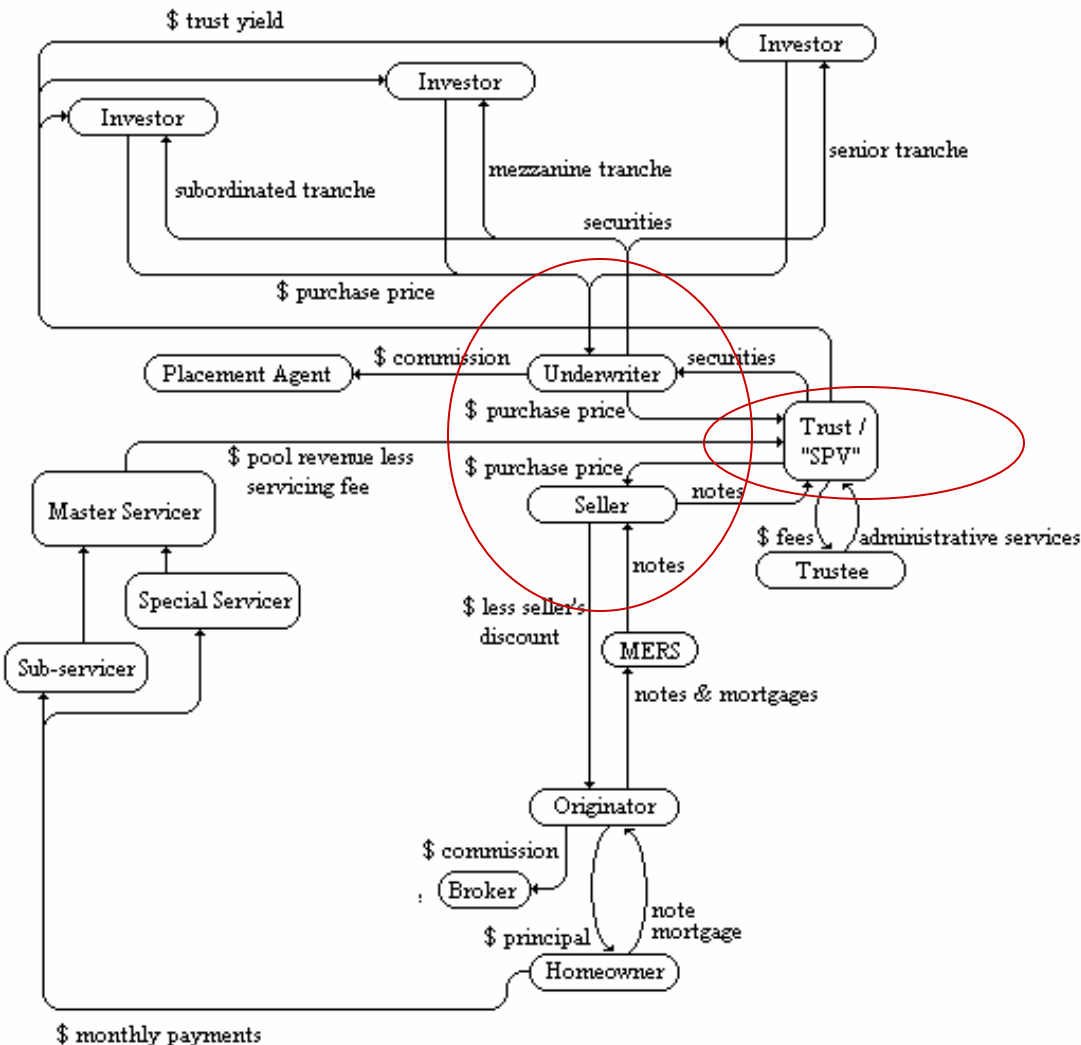 $ trust yield
Investor
Investor
Investor
senior tranche
mezzanine tranche
subordinated tranche
securities
$ purchase price
$ commission
securities
Placement Agent
Underwriter
$ purchase price
Trust /
"SPV"
$ pool revenue less
servicing fee
$ purchase price
notes
Master Servicer
Seller
$ fees
administrative services
Trustee
notes
Special Servicer
$ less seller's
discount
MERS
Sub-servicer
notes & mortgages
Originator
$ commission
Broker
note
mortgage
$ principal
Homeowner
$ monthly payments